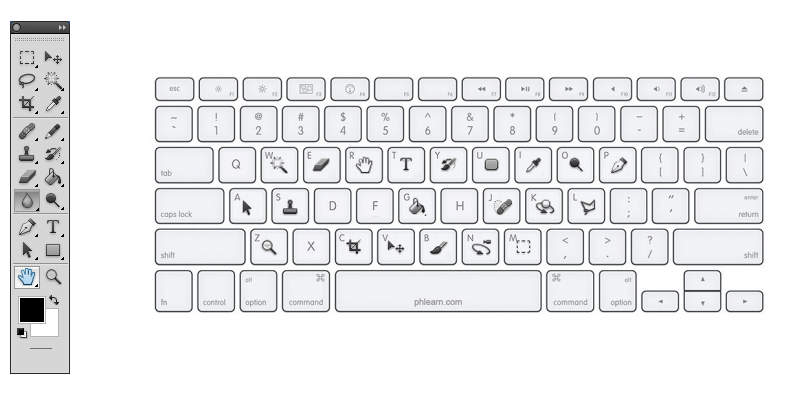 esc F1 F2 F3 F4 F5 F6 F7 F8 F9 F10 F11 F12
~ ` ! 1 @ 2 # 3 $ 4 % 5 ^ 6 & 7 * 8 ( 9 ) 0 – - + = delete
tab Q W E R T Y U I O P { [ } ] | \
caps lock A S D F G H J K L : ; " ' enter return
shift Z X C V B N M < , > . ? / shift
fn control alt option ⌘ command phlearn.com ⌘ command alt option